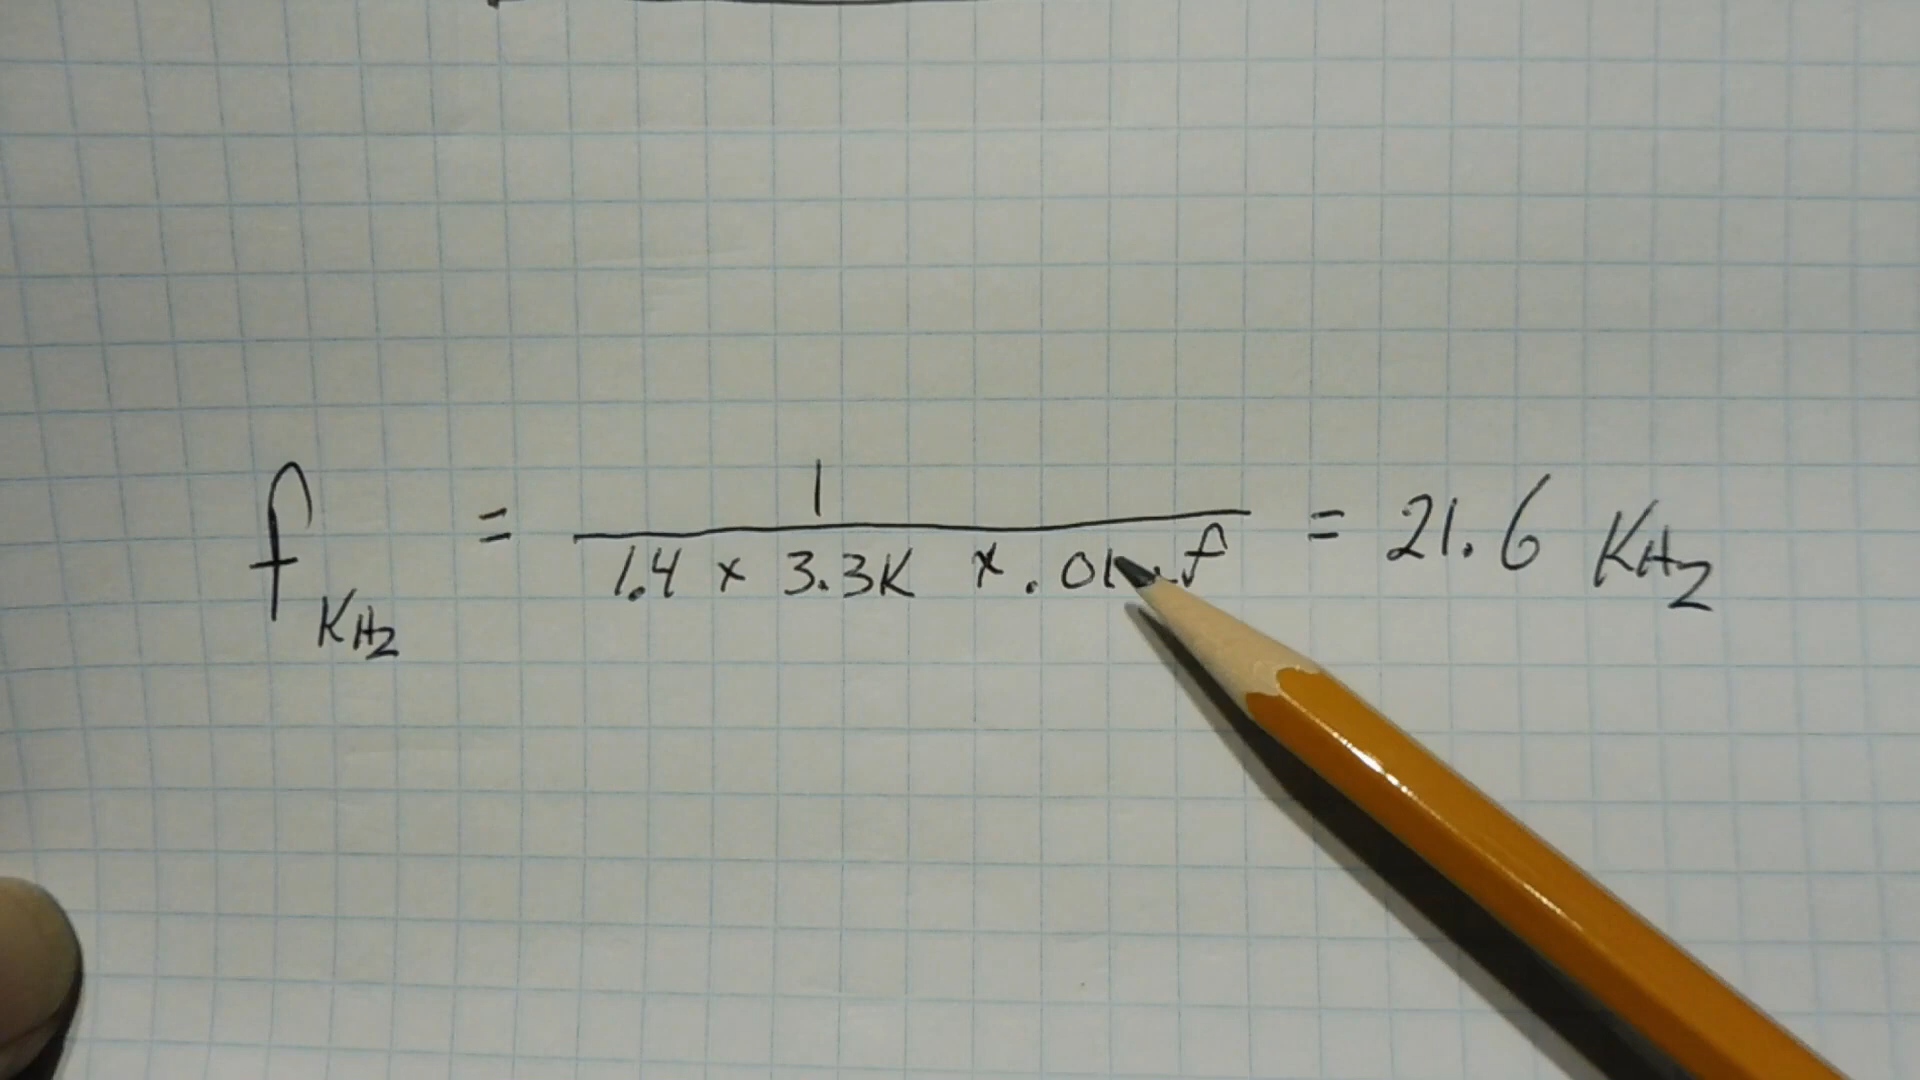 f KHz = 1 / 1.4 x 3.3K x .01 f = 21.6 KHz